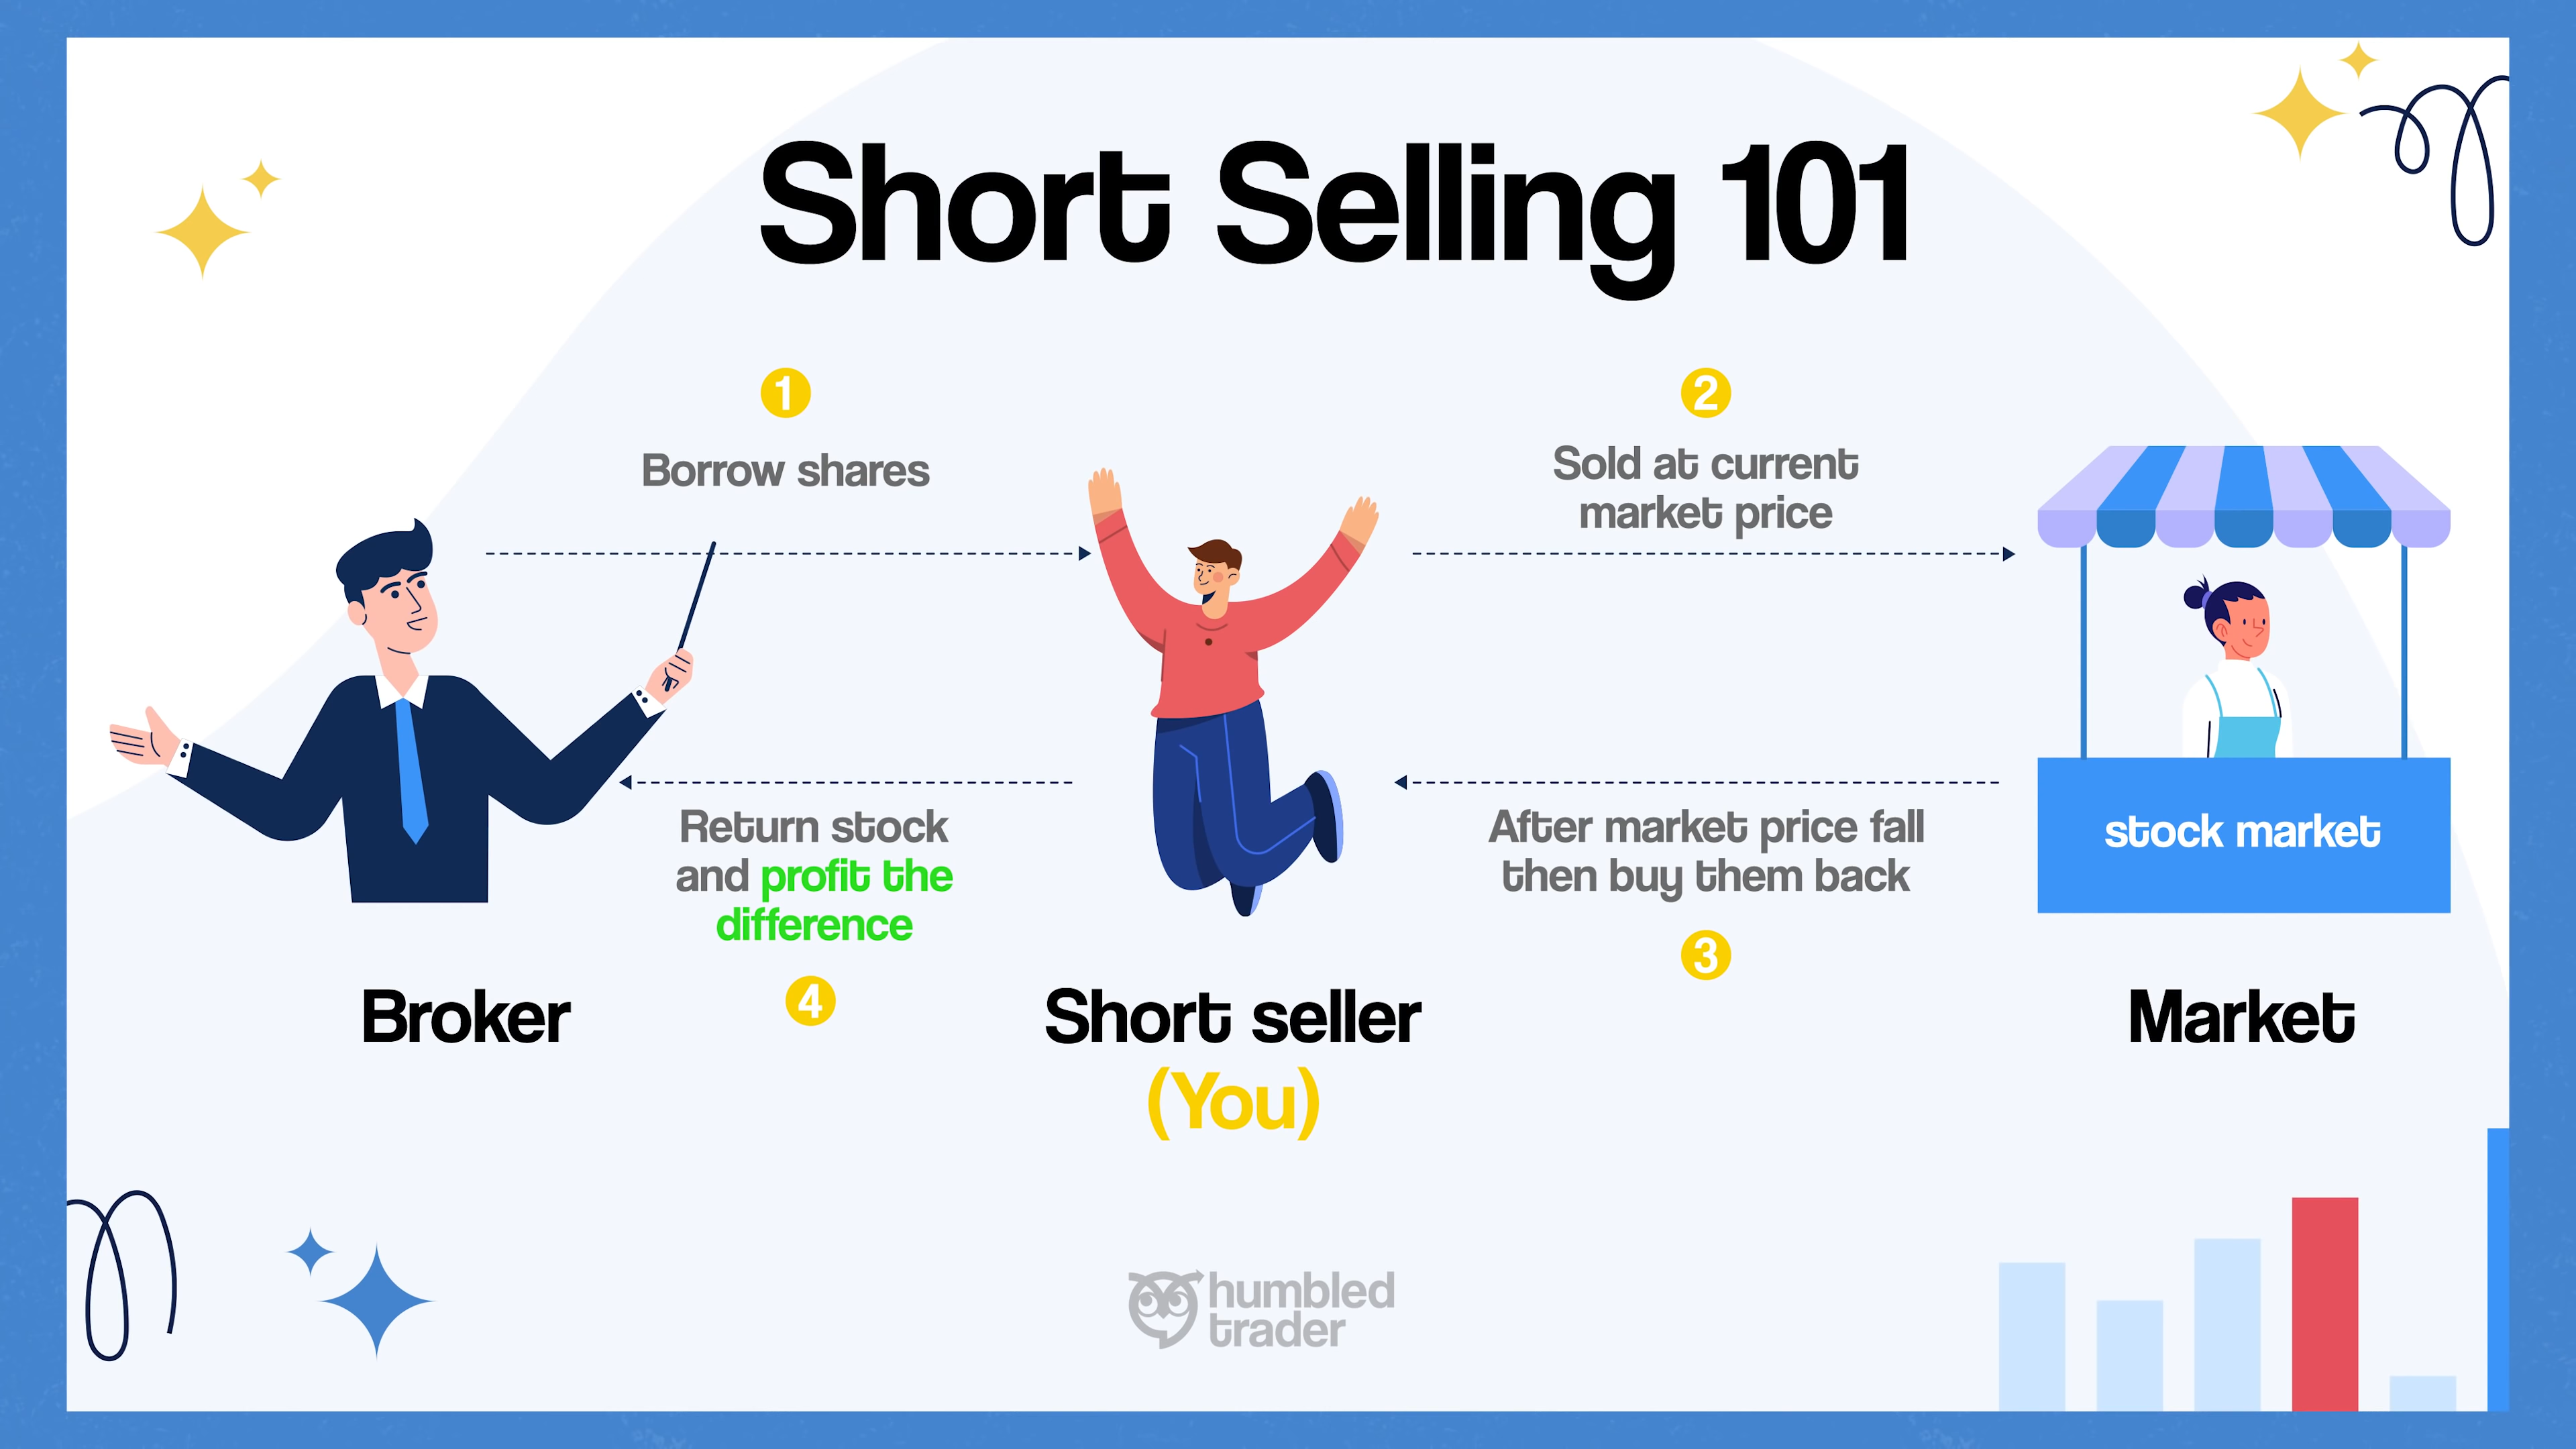 Short Selling 101
1
Borrow shares
2
Sold at current
market price
Return stock
and profit the
difference
4
After market price fall
then buy them back
3
stock market
Broker
Short seller
(You)
Market
humbled
trader